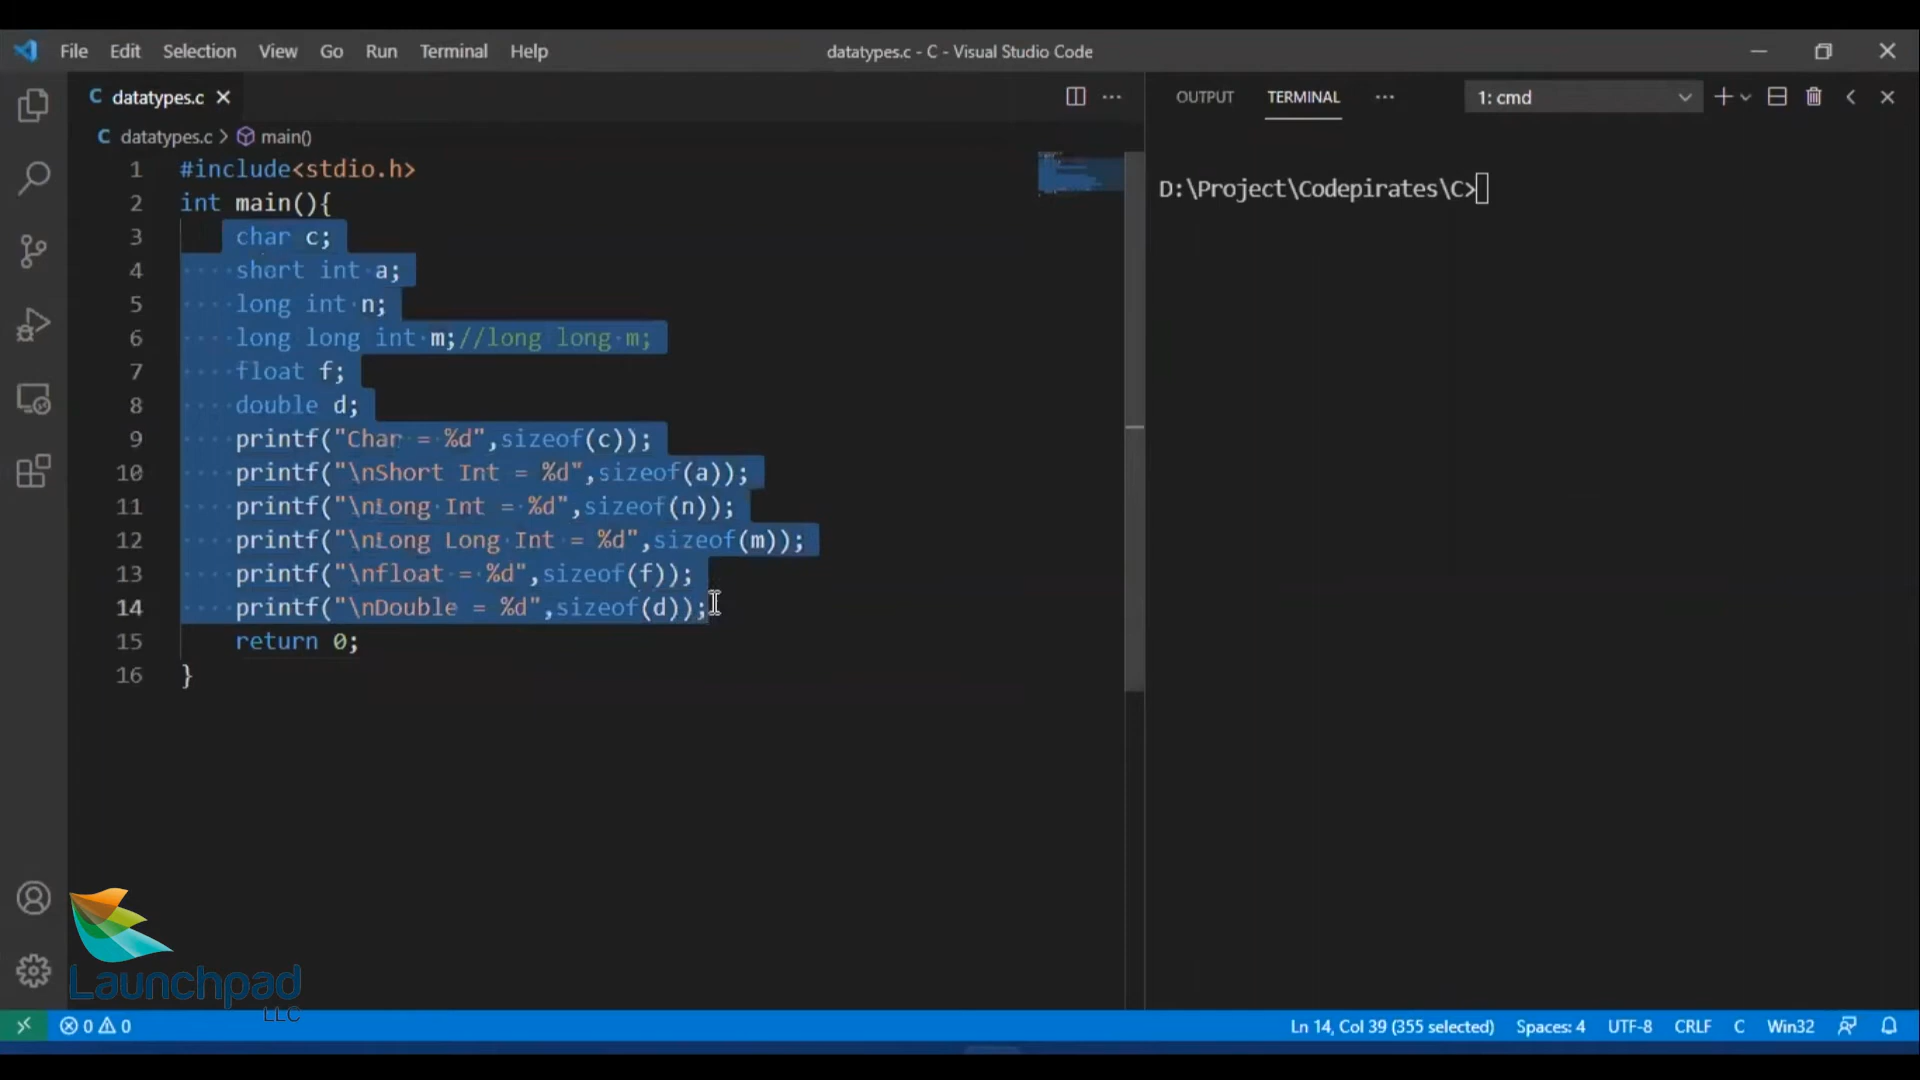 File Edit Selection View Go Run Terminal Help
datatypes.c - C - Visual Studio Code
C datatypes.c
C datatypes.c > main()
1 #include<stdio.h>
2 int main(){
3 char c;
4 short int a;
5 long int n;
6 long long int m;//long long m;
7 float f;
8 double d;
9 printf("Char = %d",sizeof(c));
10 printf("\nShort Int = %d",sizeof(a));
11 printf("\nLong Int = %d",sizeof(n));
12 printf("\nLong Long Int = %d",sizeof(m));
13 printf("\nfloat = %d",sizeof(f));
14 printf("\nDouble = %d",sizeof(d));
15 return 0;
16 }
OUTPUT TERMINAL ··· 1: cmd
D:\Project\Codepirates\C>
Launchpad
LLC
0 0 Ln 14, Col 39 (355 selected) Spaces: 4 UTF-8 CRLF C Win32